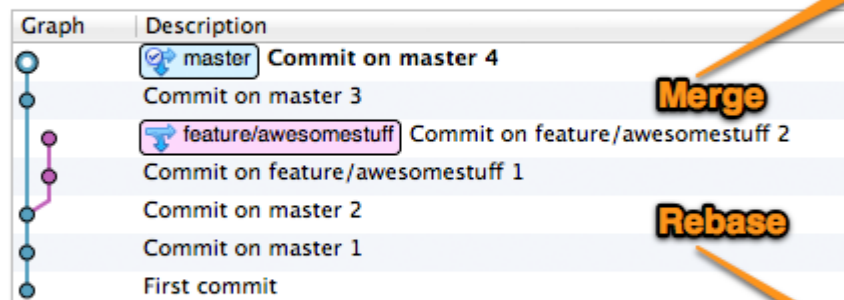 Graph Description
master Commit on master 4
Commit on master 3
Merge
feature/awesomestuff Commit on feature/awesomestuff 2
Commit on feature/awesomestuff 1
Commit on master 2
Rebase
Commit on master 1
First commit